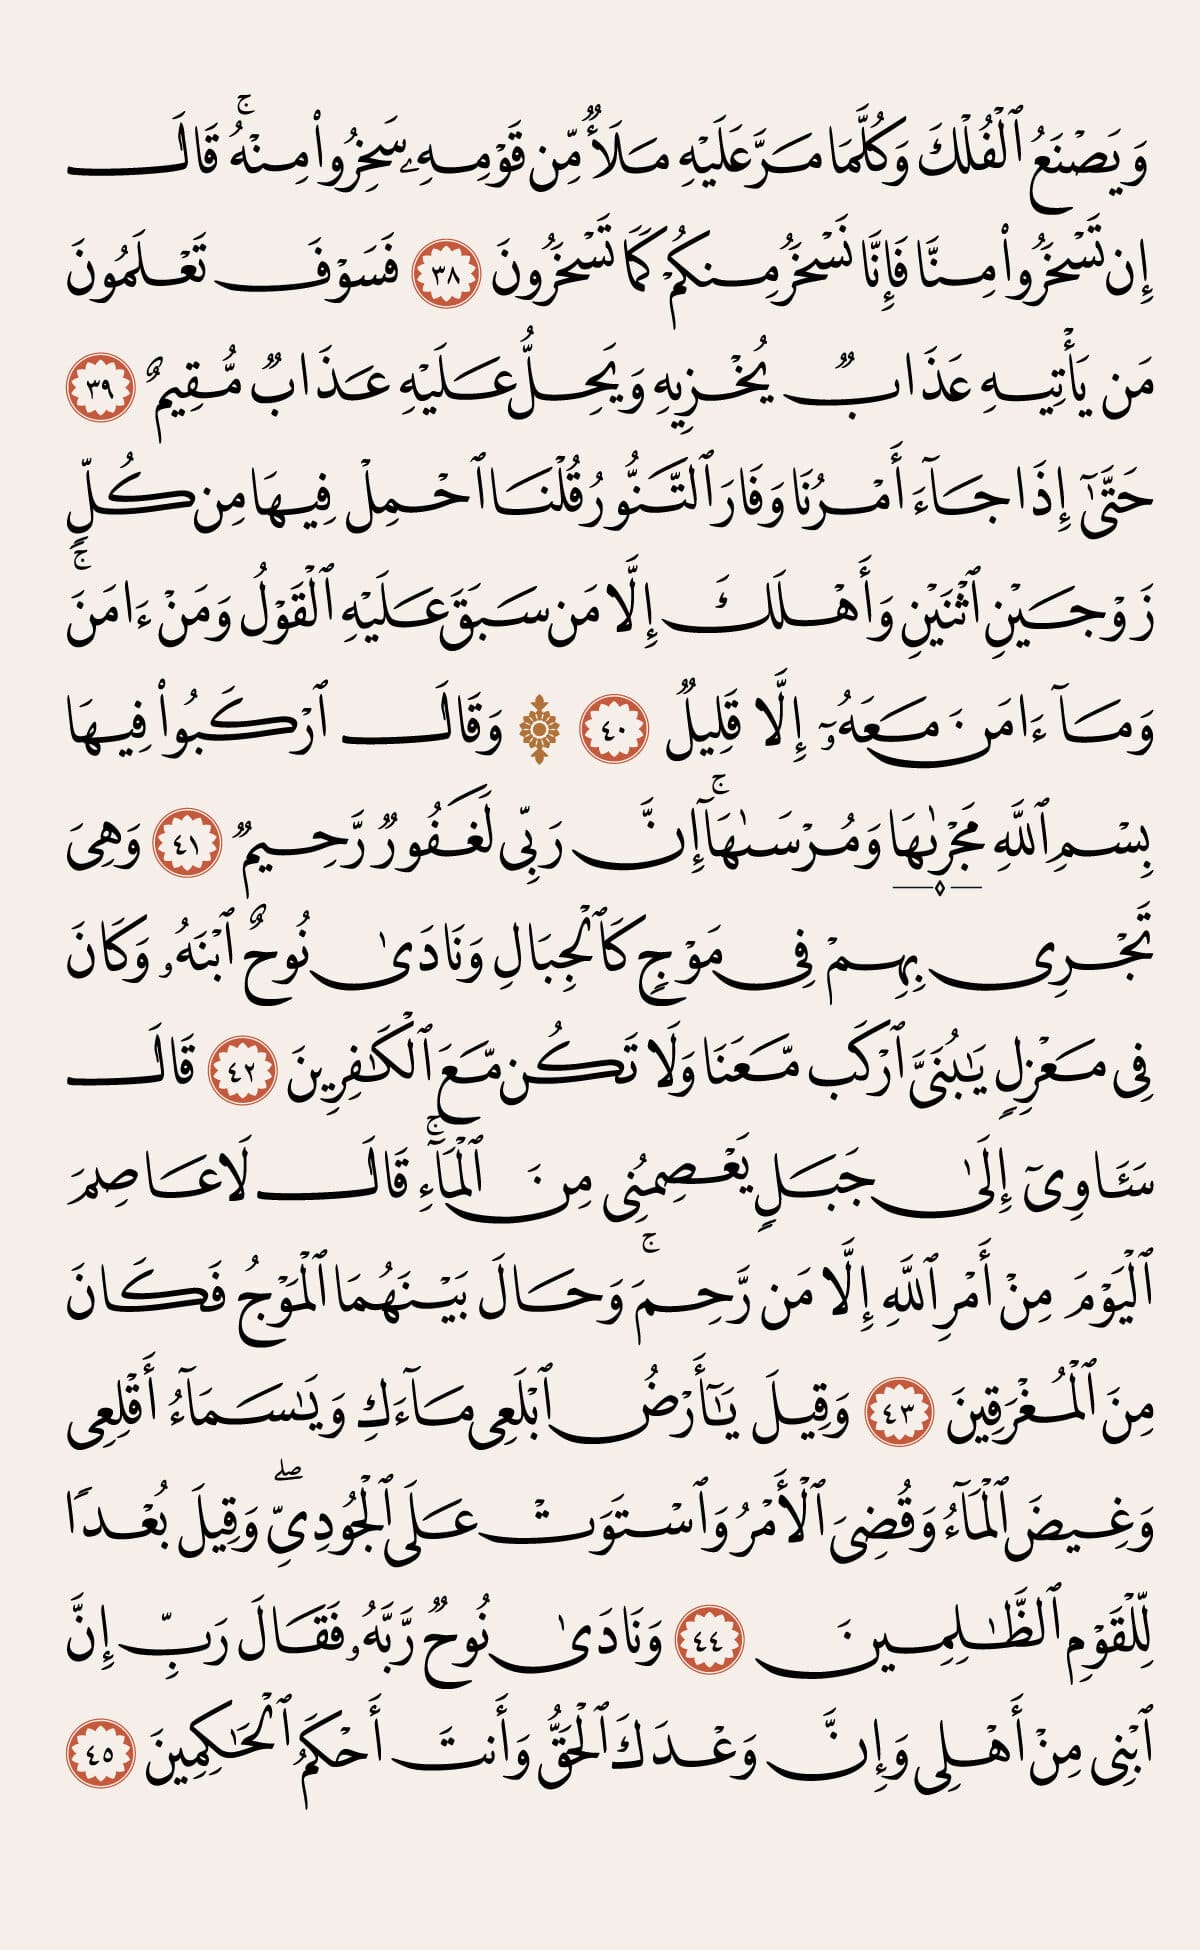 وَيَصْنَعُ ٱلْفُلْكَ وَكُلَّمَا مَرَّ عَلَيْهِ مَلَأٌ مِّن قَوْمِهِۦ سَخِرُوا۟ مِنْهُ ۚ قَالَ
إِن تَسْخَرُوا۟ مِنَّا فَإِنَّا نَسْخَرُ مِنكُمْ كَمَا تَسْخَرُونَ ٣٨ فَسَوْفَ تَعْلَمُونَ
مَن يَأْتِيهِ عَذَابٌ يُخْزِيهِ وَيَحِلُّ عَلَيْهِ عَذَابٌ مُّقِيمٌ ٣٩
حَتَّىٰٓ إِذَا جَآءَ أَمْرُنَا وَفَارَ ٱلتَّنُّورُ قُلْنَا ٱحْمِلْ فِيهَا مِن كُلٍّ
زَوْجَيْنِ ٱثْنَيْنِ وَأَهْلَكَ إِلَّا مَن سَبَقَ عَلَيْهِ ٱلْقَوْلُ وَمَنْ ءَامَنَ ۚ
وَمَآ ءَامَنَ مَعَهُۥٓ إِلَّا قَلِيلٌ ٤٠ ۞ وَقَالَ ٱرْكَبُوا۟ فِيهَا
بِسْمِ ٱللَّهِ مَجْر۪ىٰهَا وَمُرْسَىٰهَآ ۚ إِنَّ رَبِّى لَغَفُورٌ رَّحِيمٌ ٤١ وَهِىَ
تَجْرِى بِهِمْ فِى مَوْجٍ كَٱلْجِبَالِ وَنَادَىٰ نُوحٌ ٱبْنَهُۥ وَكَانَ
فِى مَعْزِلٍ يَـٰبُنَىَّ ٱرْكَب مَّعَنَا وَلَا تَكُن مَّعَ ٱلْكَـٰفِرِينَ ٤٢ قَالَ
سَـَٔاوِىٓ إِلَىٰ جَبَلٍ يَعْصِمُنِى مِنَ ٱلْمَآءِ ۚ قَالَ لَا عَاصِمَ
ٱلْيَوْمَ مِنْ أَمْرِ ٱللَّهِ إِلَّا مَن رَّحِمَ ۚ وَحَالَ بَيْنَهُمَا ٱلْمَوْجُ فَكَانَ
مِنَ ٱلْمُغْرَقِينَ ٤٣ وَقِيلَ يَـٰٓأَرْضُ ٱبْلَعِى مَآءَكِ وَيَـٰسَمَآءُ أَقْلِعِى
وَغِيضَ ٱلْمَآءُ وَقُضِىَ ٱلْأَمْرُ وَٱسْتَوَتْ عَلَى ٱلْجُودِىِّ ۖ وَقِيلَ بُعْدًا
لِّلْقَوْمِ ٱلظَّـٰلِمِينَ ٤٤ وَنَادَىٰ نُوحٌ رَّبَّهُۥ فَقَالَ رَبِّ إِنَّ
ٱبْنِى مِنْ أَهْلِى وَإِنَّ وَعْدَكَ ٱلْحَقُّ وَأَنتَ أَحْكَمُ ٱلْحَـٰكِمِينَ ٤٥